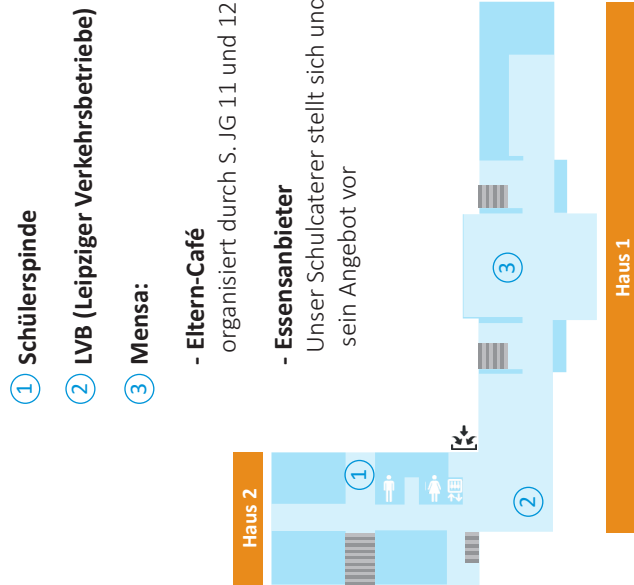 1 Schülerspinde
2 LVB (Leipziger Verkehrsbetriebe)
3 Mensa:
- Eltern-Café
organisiert durch S. JG 11 und 12
- Essensanbieter
Unser Schulcaterer stellt sich und
sein Angebot vor
Haus 2
1
2
3
Haus 1